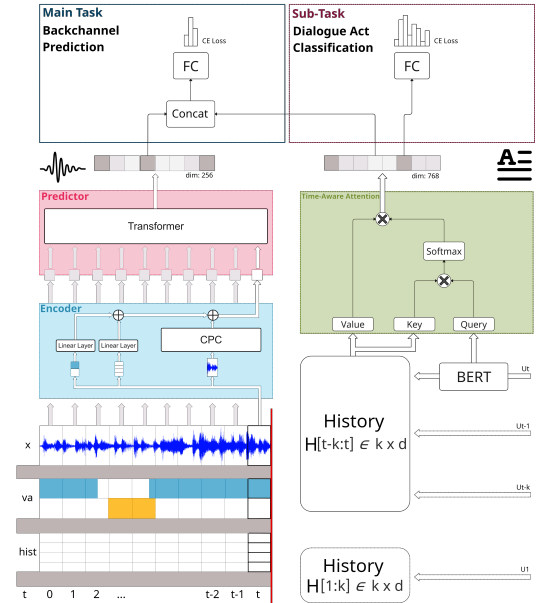 Main Task
Backchannel
Prediction
CE Loss
FC
Concat
Sub-Task
Dialogue Act
Classification
CE Loss
FC
dim: 256
dim: 768
A
Predictor
Transformer
Time-Aware Attention
Softmax
Value
Key
Query
Encoder
Linear Layer
Linear Layer
CPC
BERT
Ut
History
H[t-k:t] ∈ k x d
Ut-1
Ut-k
x
va
hist
History
H[1:k] ∈ k x d
U1
t 0 1 2 ... t-2 t-1 t